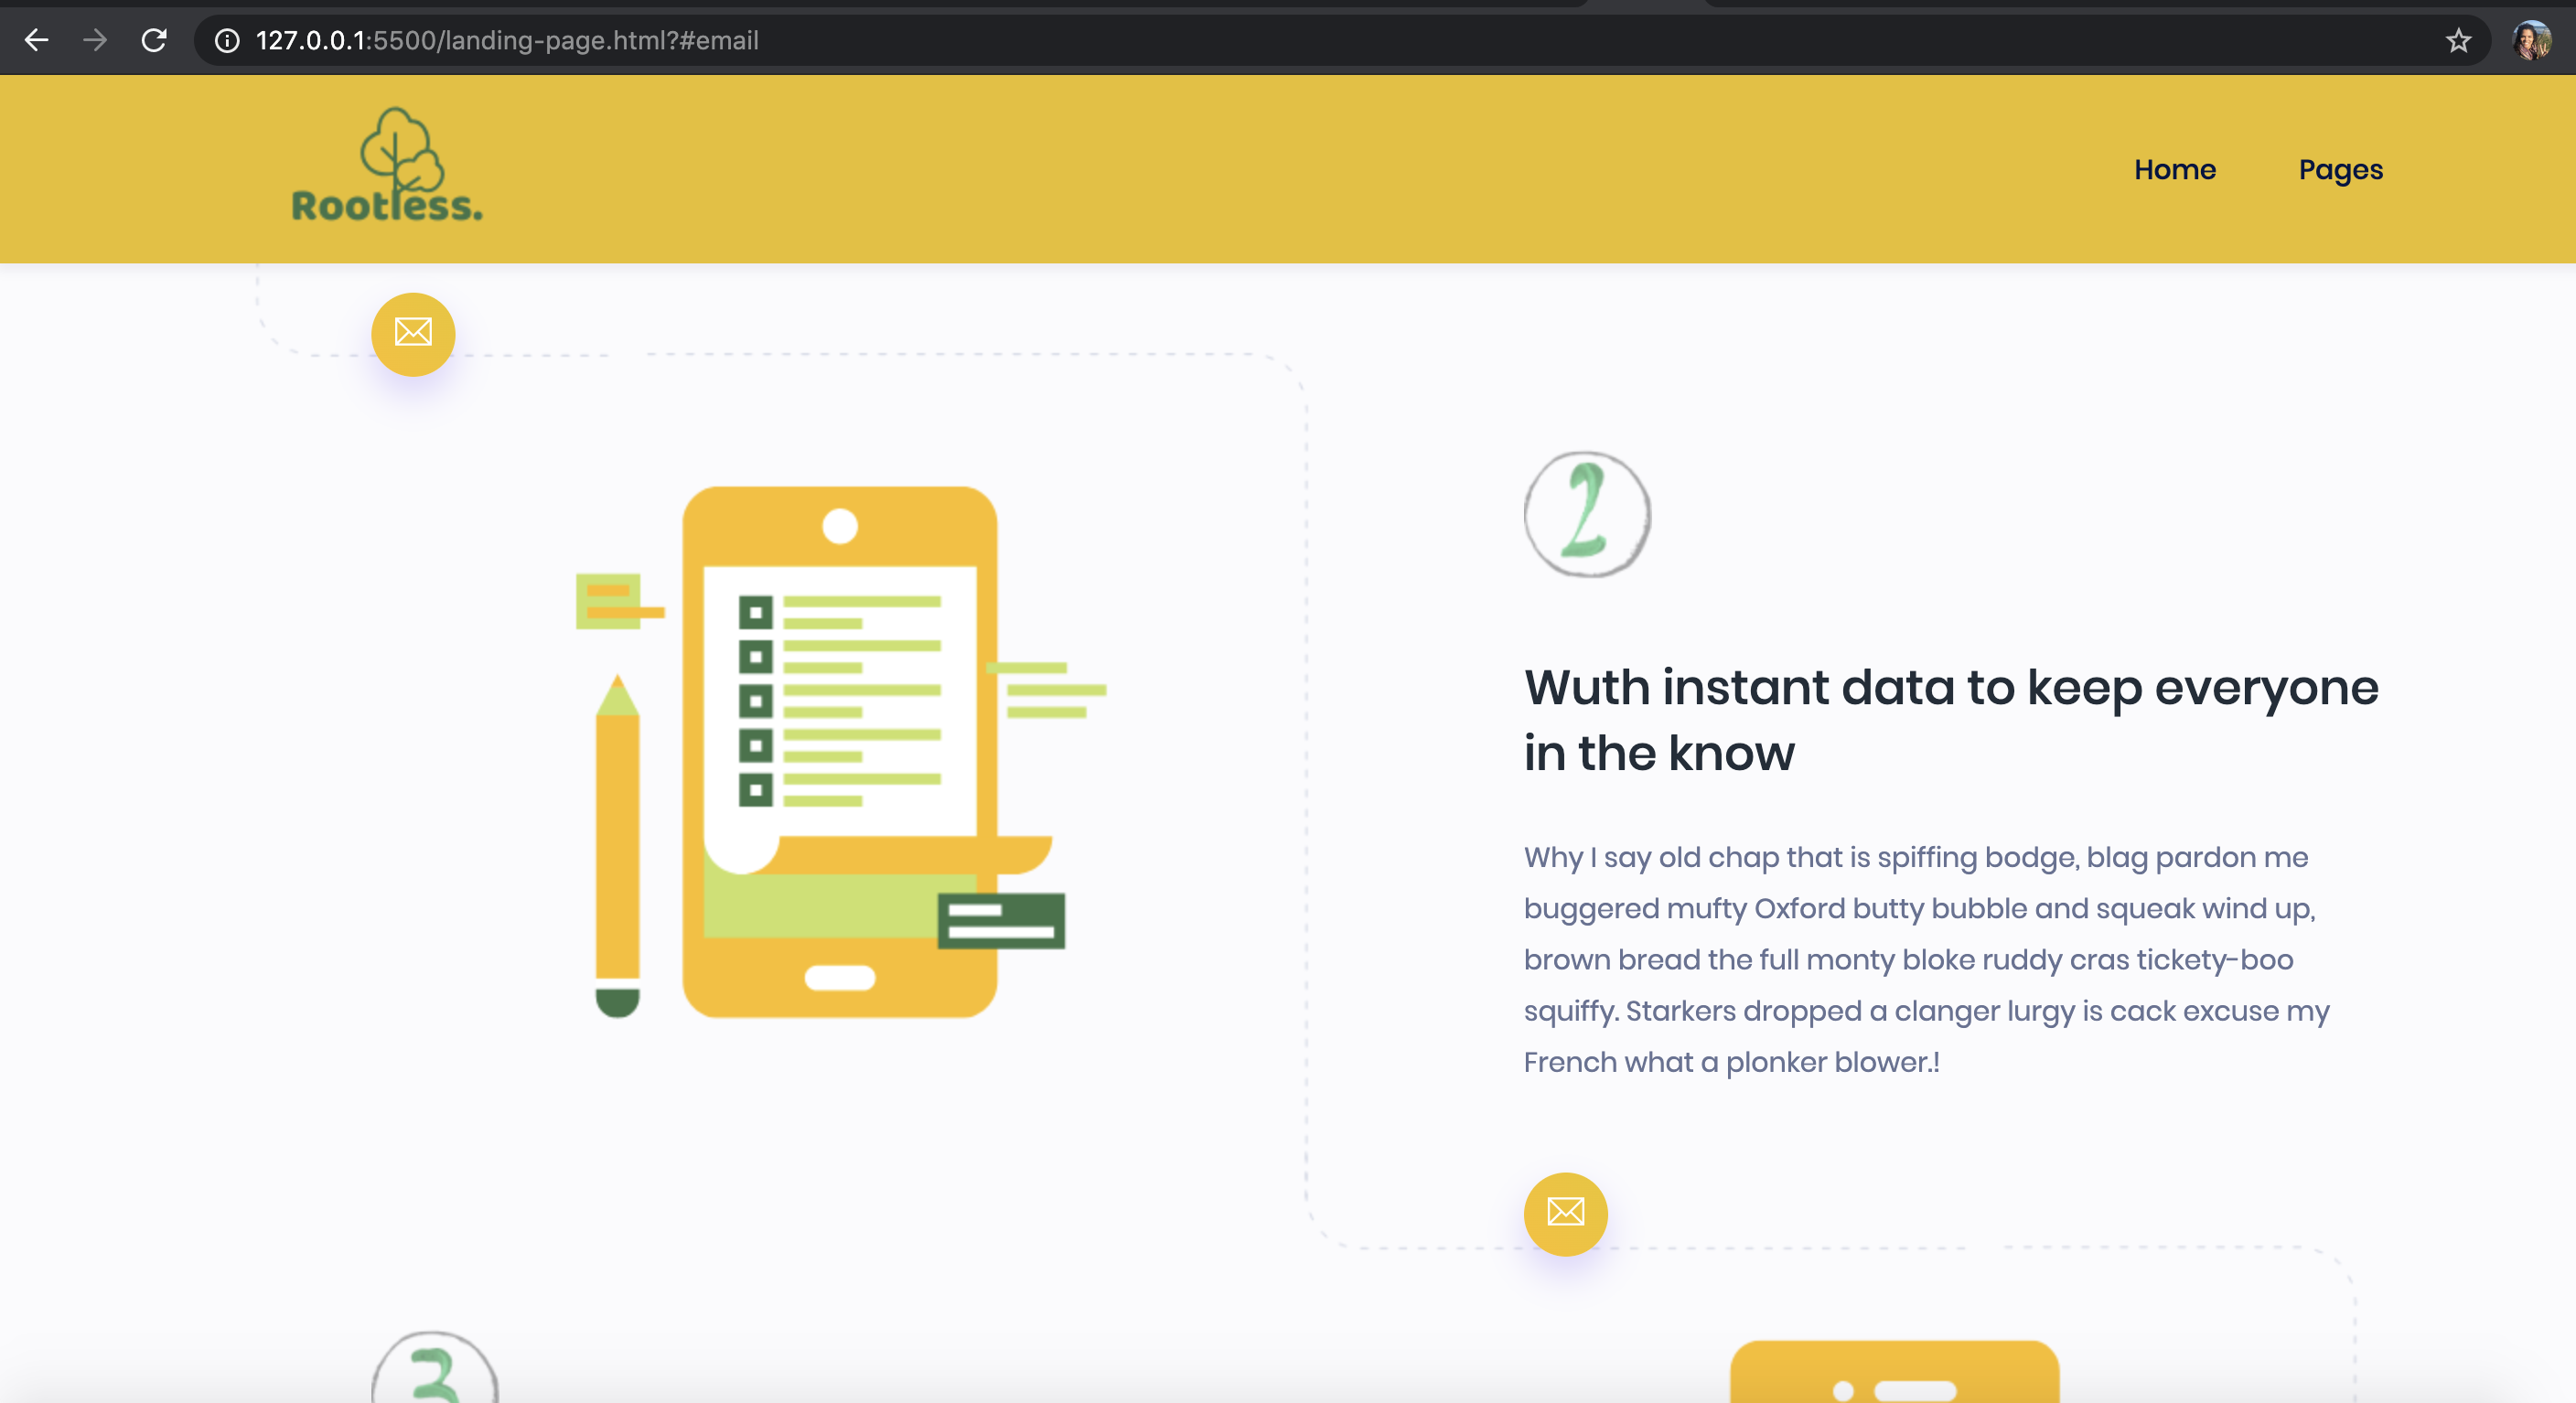 127.0.0.1:5500/landing-page.html?#email
Rootless.
Home
Pages
2
Wuth instant data to keep everyone
in the know
Why I say old chap that is spiffing bodge, blag pardon me
buggered mufty Oxford butty bubble and squeak wind up,
brown bread the full monty bloke ruddy cras tickety-boo
squiffy. Starkers dropped a clanger lurgy is cack excuse my
French what a plonker blower.!
3